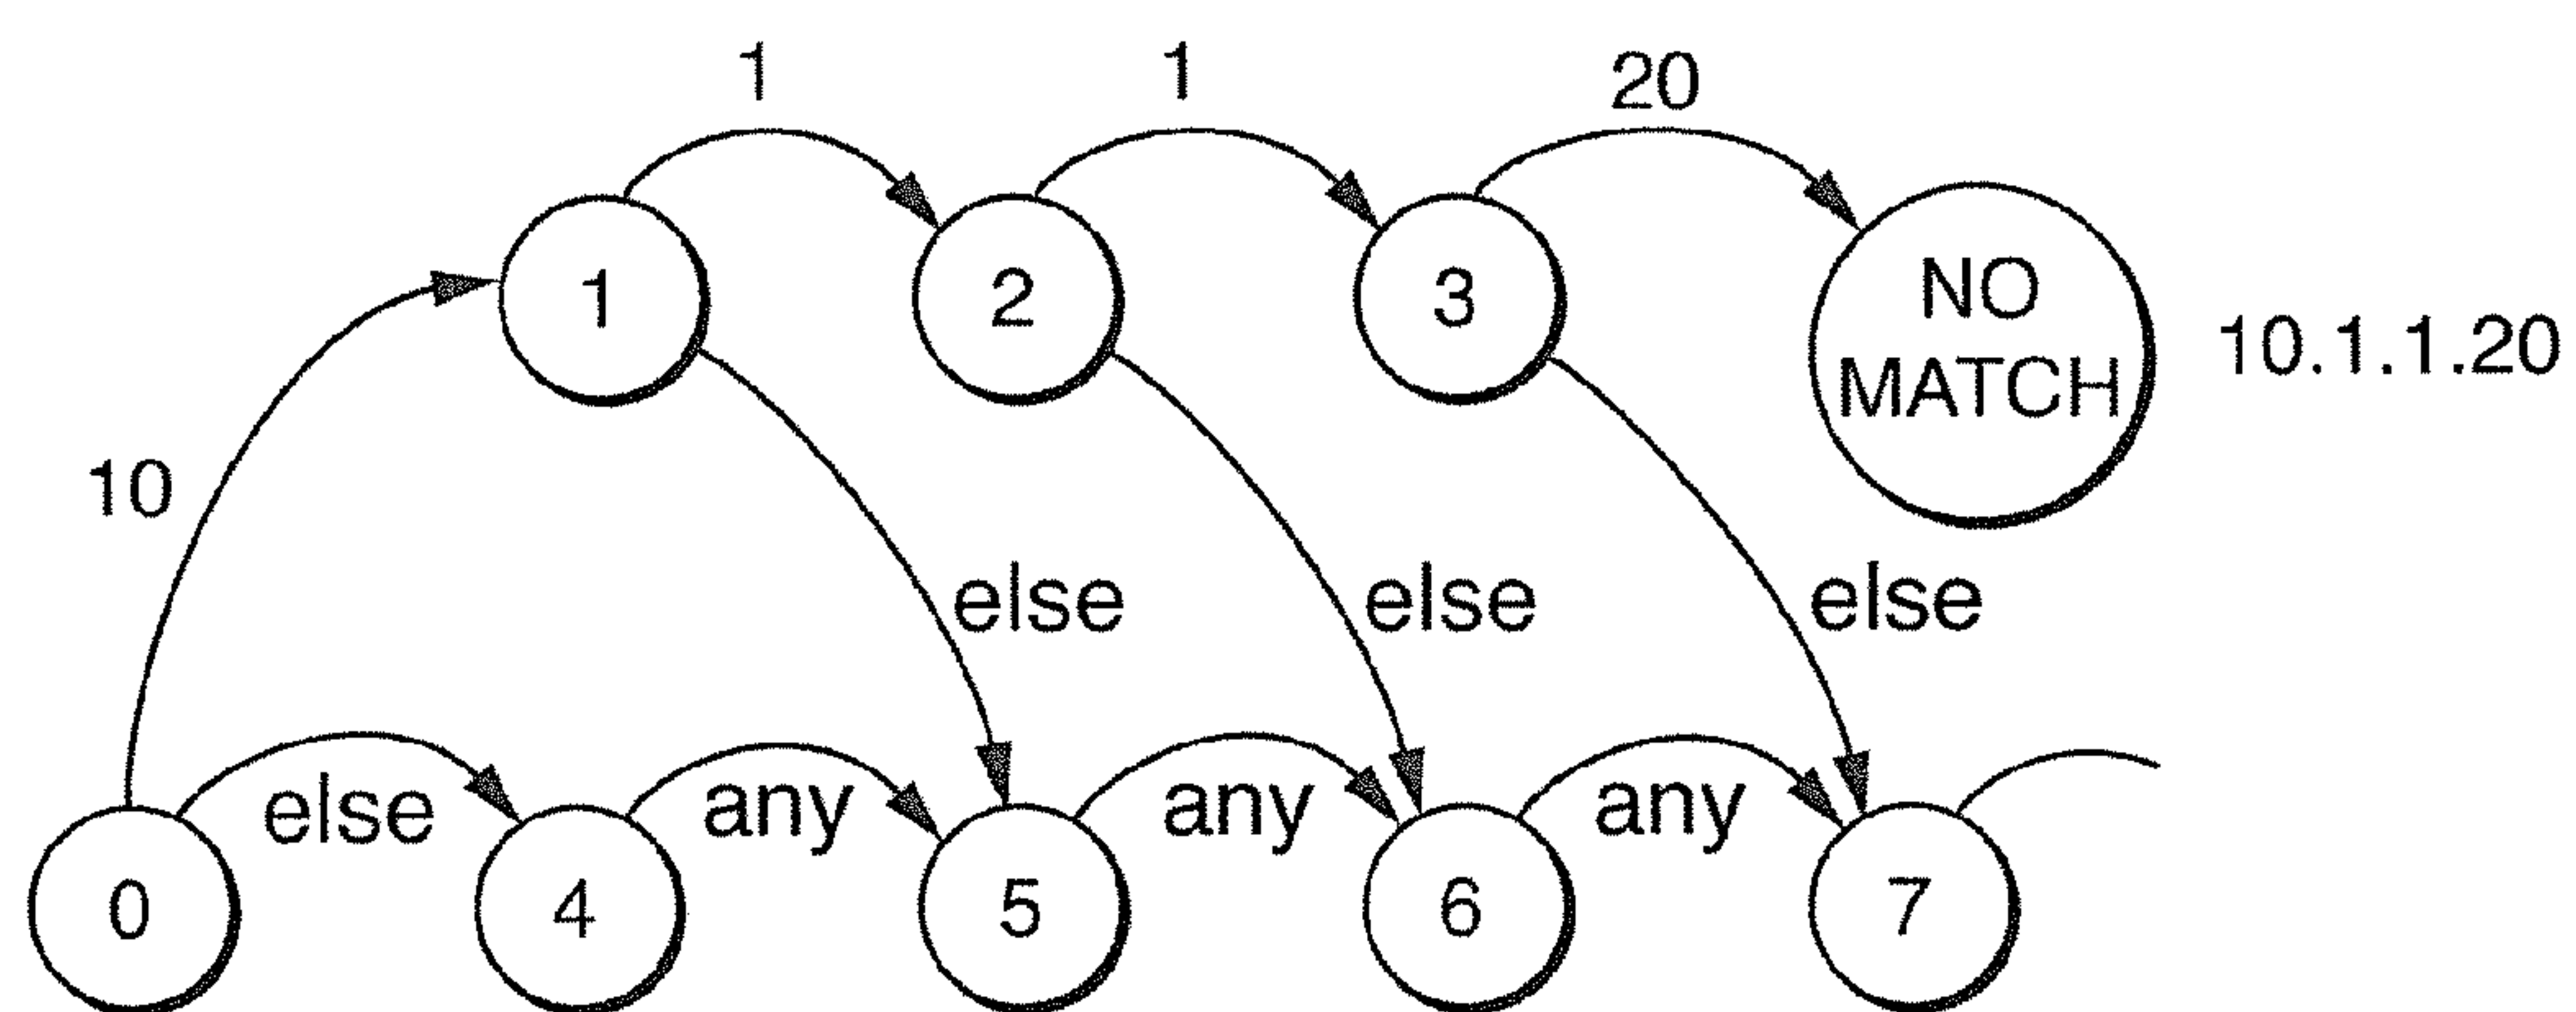 1 1 20
1 2 3 NO
MATCH 10.1.1.20
10
else else else
else any any any
0 4 5 6 7